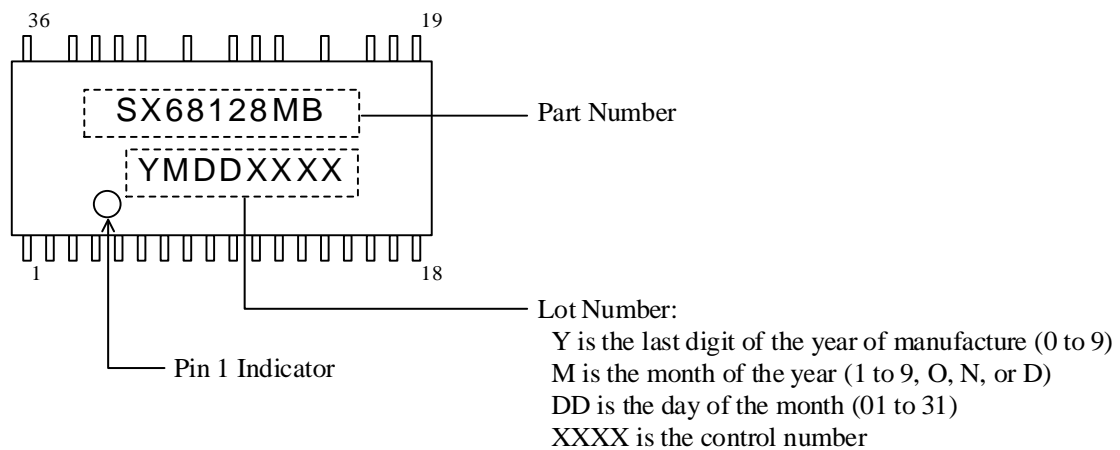 36 19
SX68128MB
Part Number
YMDDXXXX
1 18
Lot Number:
Y is the last digit of the year of manufacture (0 to 9)
Pin 1 Indicator
M is the month of the year (1 to 9, O, N, or D)
DD is the day of the month (01 to 31)
XXXX is the control number